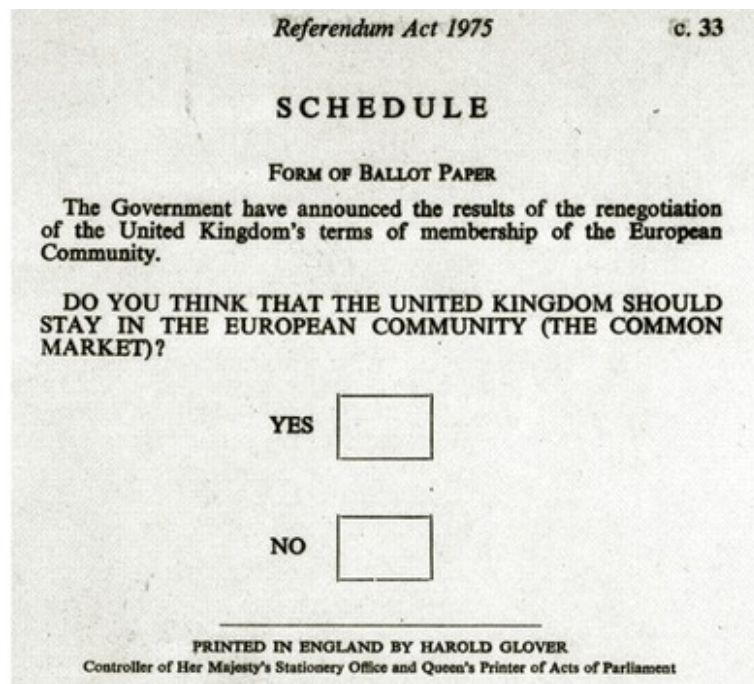 Referendum Act 1975 c. 33
SCHEDULE
FORM OF BALLOT PAPER
The Government have announced the results of the renegotiation
of the United Kingdom's terms of membership of the European
Community.
DO YOU THINK THAT THE UNITED KINGDOM SHOULD
STAY IN THE EUROPEAN COMMUNITY (THE COMMON
MARKET)?
YES
NO
PRINTED IN ENGLAND BY HAROLD GLOVER
Controller of Her Majesty's Stationery Office and Queen's Printer of Acts of Parliament